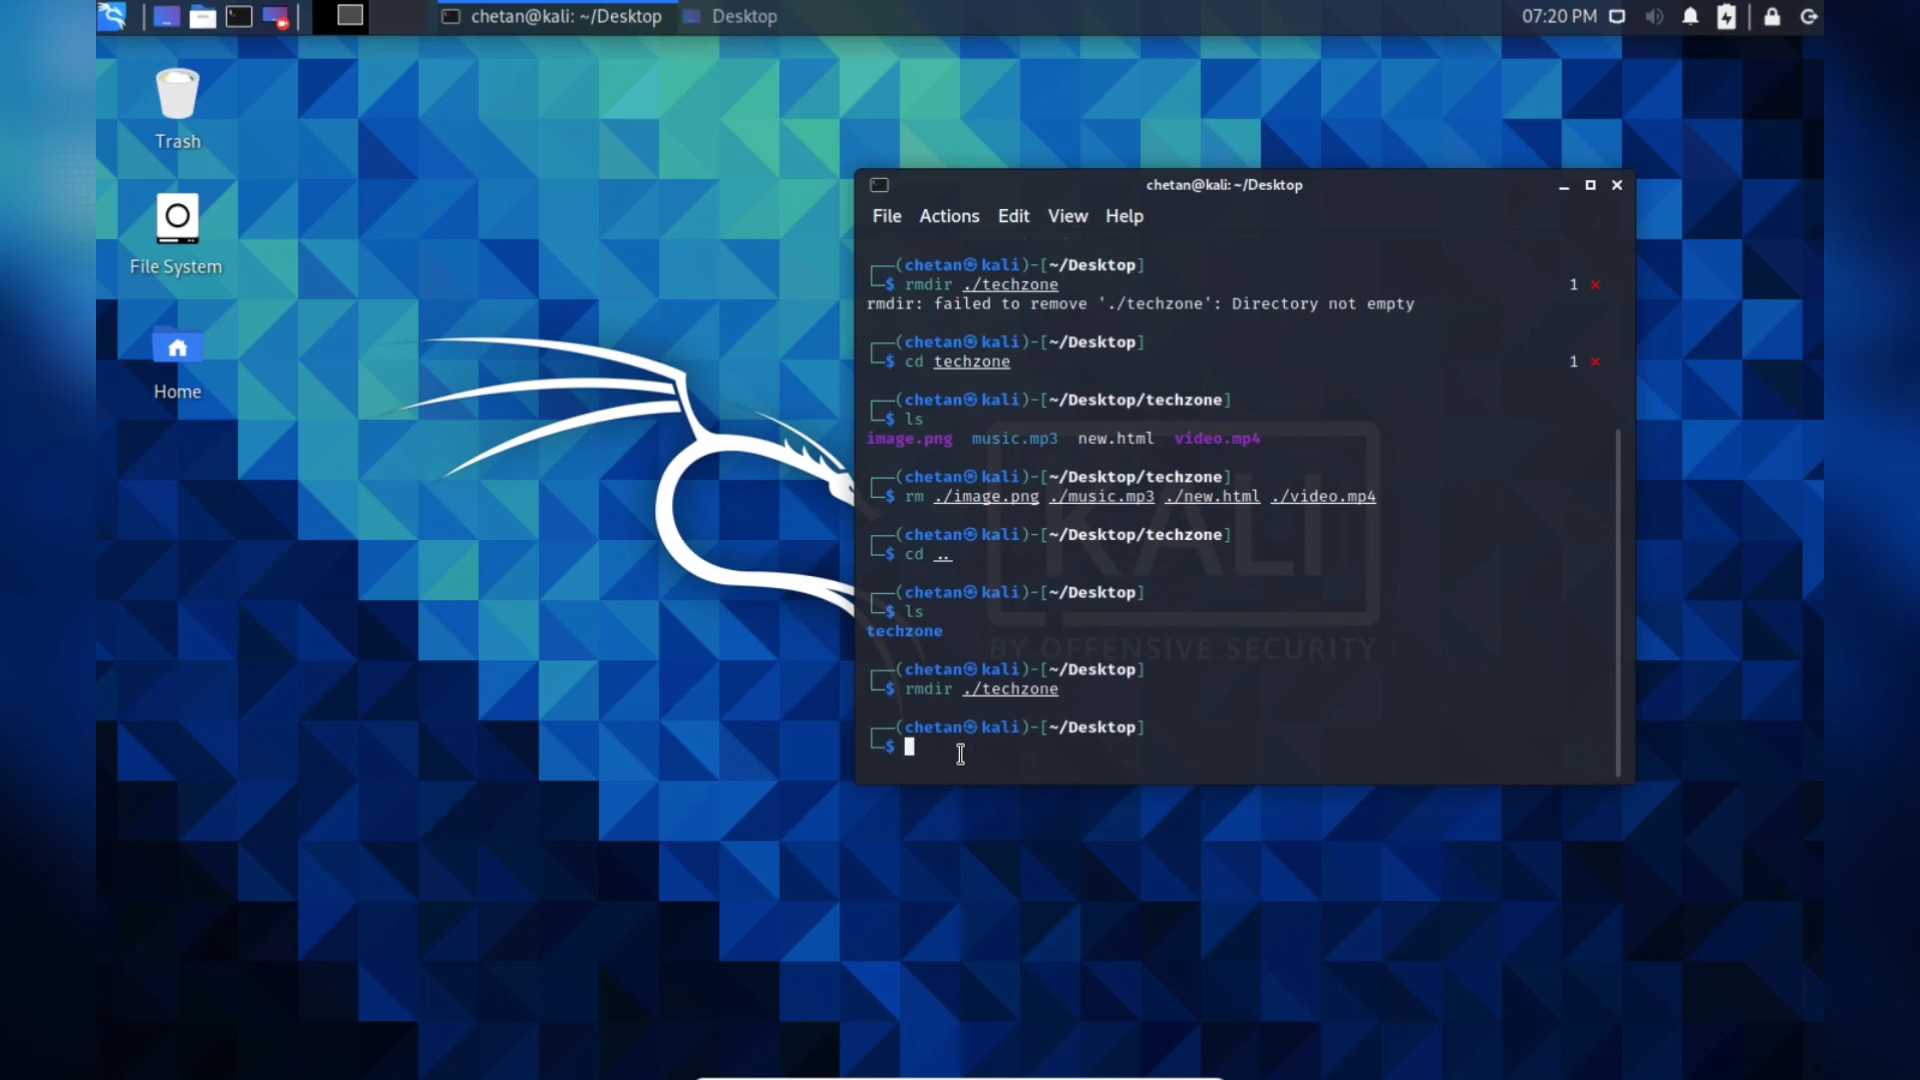 chetan@kali: ~/Desktop
Desktop
07:20 PM
Trash
File System
Home
chetan@kali: ~/Desktop
File Actions Edit View Help
┌──(chetan㉿kali)-[~/Desktop]
└─$ rmdir ./techzone 1 ⨯
rmdir: failed to remove './techzone': Directory not empty
┌──(chetan㉿kali)-[~/Desktop]
└─$ cd techzone 1 ⨯
┌──(chetan㉿kali)-[~/Desktop/techzone]
└─$ ls
image.png music.mp3 new.html video.mp4
┌──(chetan㉿kali)-[~/Desktop/techzone]
└─$ rm ./image.png ./music.mp3 ./new.html ./video.mp4
┌──(chetan㉿kali)-[~/Desktop/techzone]
└─$ cd ..
┌──(chetan㉿kali)-[~/Desktop]
└─$ ls
techzone
┌──(chetan㉿kali)-[~/Desktop]
└─$ rmdir ./techzone
┌──(chetan㉿kali)-[~/Desktop]
└─$
KALI
BY OFFENSIVE SECURITY